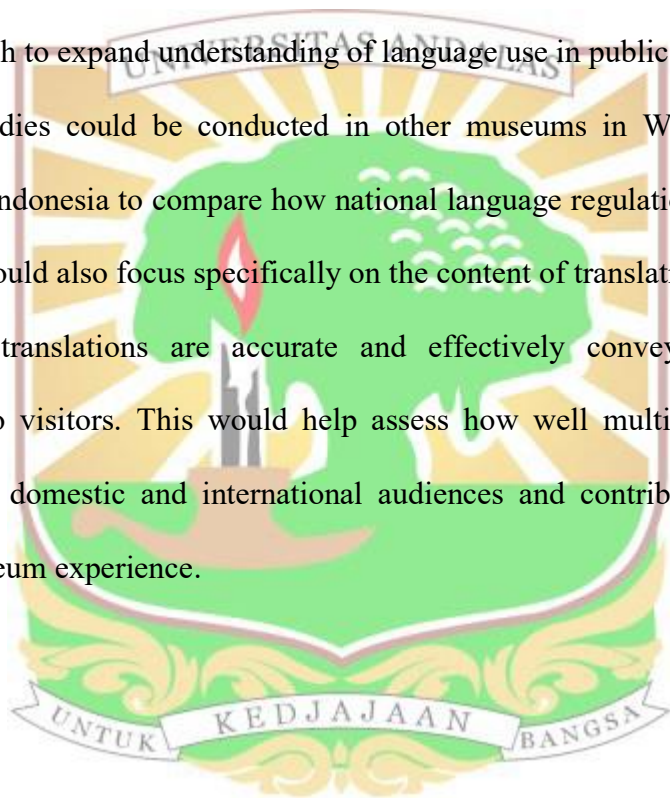 UNIVERSITAS ANDALAS
h to expand understanding of language use in public
dies could be conducted in other museums in W
ndonesia to compare how national language regulati
ould also focus specifically on the content of translati
translations are accurate and effectively convey
o visitors. This would help assess how well multi
domestic and international audiences and contrib
eum experience.
UNTUK KEDJAJAAN BANGSA